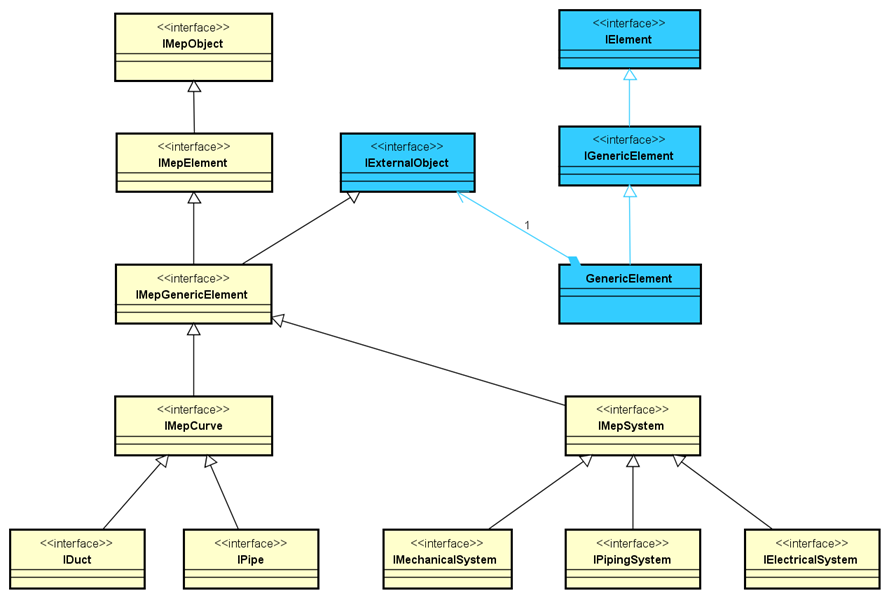 <<interface>>
IMepObject
<<interface>>
IElement
<<interface>>
IMepElement
<<interface>>
IExternalObject
<<interface>>
IGenericElement
1
<<interface>>
IMepGenericElement
GenericElement
<<interface>>
IMepCurve
<<interface>>
IMepSystem
<<interface>>
IDuct
<<interface>>
IPipe
<<interface>>
IMechanicalSystem
<<interface>>
IPipingSystem
<<interface>>
IElectricalSystem